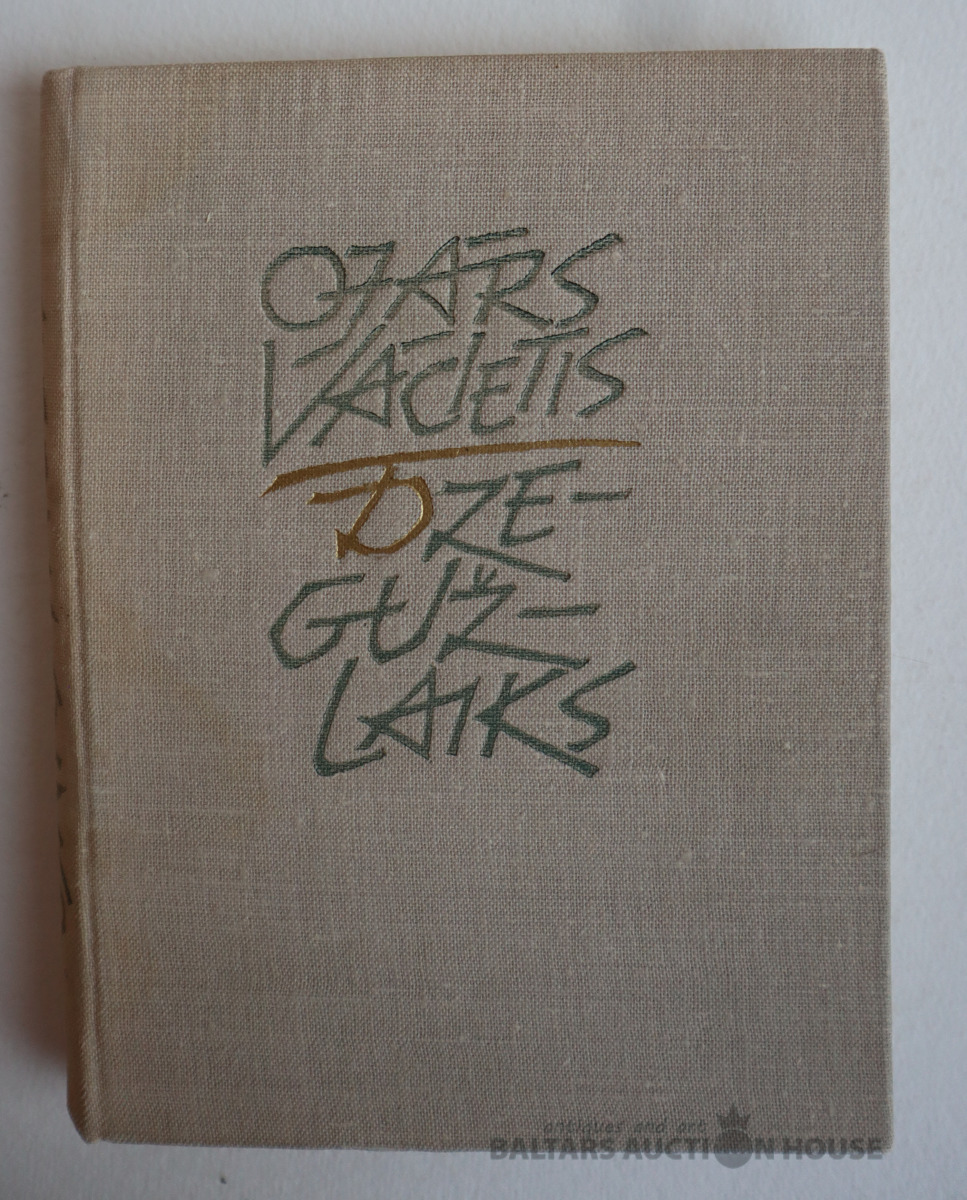 OJĀRS
VĀCIETIS
DZE-
GUŽ-
LAIKS
antiques and art
BALTARS AUCTION HOUSE